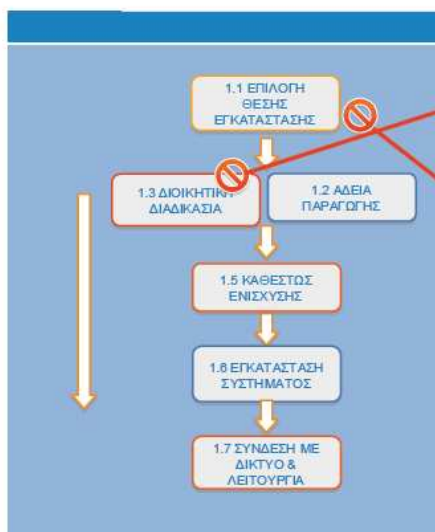 1.1 ΕΠΙΛΟΓΗ
ΘΕΣΗΣ
ΕΓΚΑΤΑΣΤΑΣΗΣ
1.3 ΔΙΟΙΚΗΤΙΚΗ
ΔΙΑΔΙΚΑΣΙΑ
1.2 ΑΔΕΙΑ
ΠΑΡΑΓΩΓΗΣ
1.5 ΚΑΘΕΣΤΩΣ
ΕΝΙΣΧΥΣΗΣ
1.6 ΕΓΚΑΤΑΣΤΑΣΗ
ΣΥΣΤΗΜΑΤΟΣ
1.7 ΣΥΝΔΕΣΗ ΜΕ
ΔΙΚΤΥΟ &
ΛΕΙΤΟΥΡΓΙΑ